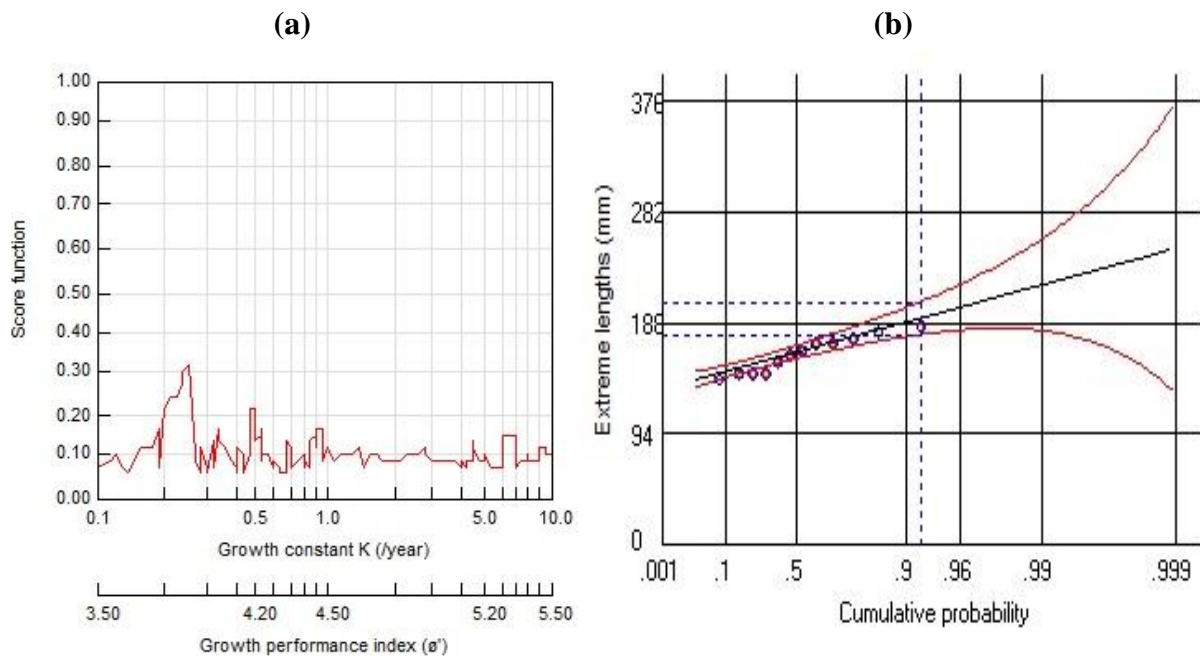 (a)
1.00
0.90
0.80
0.70
0.60
0.50
0.40
0.30
0.20
0.10
0.00
Score function
0.1 0.5 1.0 5.0 10.0
Growth constant K (/year)
3.50 4.20 4.50 5.20 5.50
Growth performance index (ø')
(b)
376
282
188
94
0
Extreme lengths (mm)
.001 .1 .5 .9 .96 .99 .999
Cumulative probability